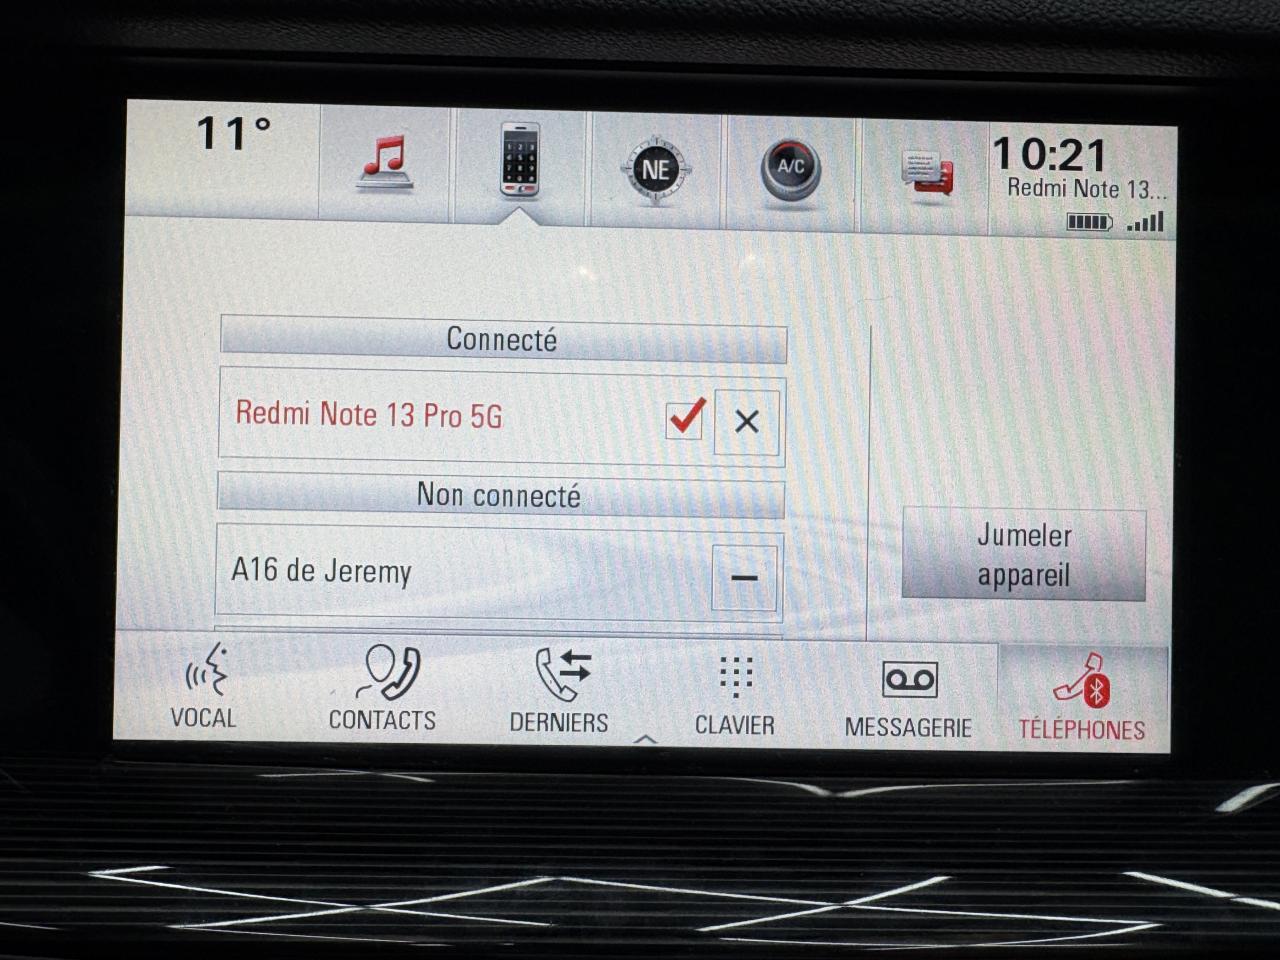 11°
NE
A/C
10:21
Redmi Note 13...
Connecté
Redmi Note 13 Pro 5G
Non connecté
A16 de Jeremy
Jumeler
appareil
VOCAL
CONTACTS
DERNIERS
CLAVIER
MESSAGERIE
TÉLÉPHONES